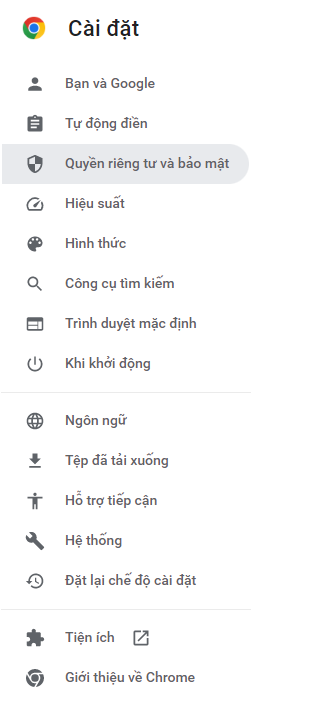 Cài đặt
Bạn và Google
Tự động điền
Quyền riêng tư và bảo mật
Hiệu suất
Hình thức
Công cụ tìm kiếm
Trình duyệt mặc định
Khi khởi động
Ngôn ngữ
Tệp đã tải xuống
Hỗ trợ tiếp cận
Hệ thống
Đặt lại chế độ cài đặt
Tiện ích
Giới thiệu về Chrome